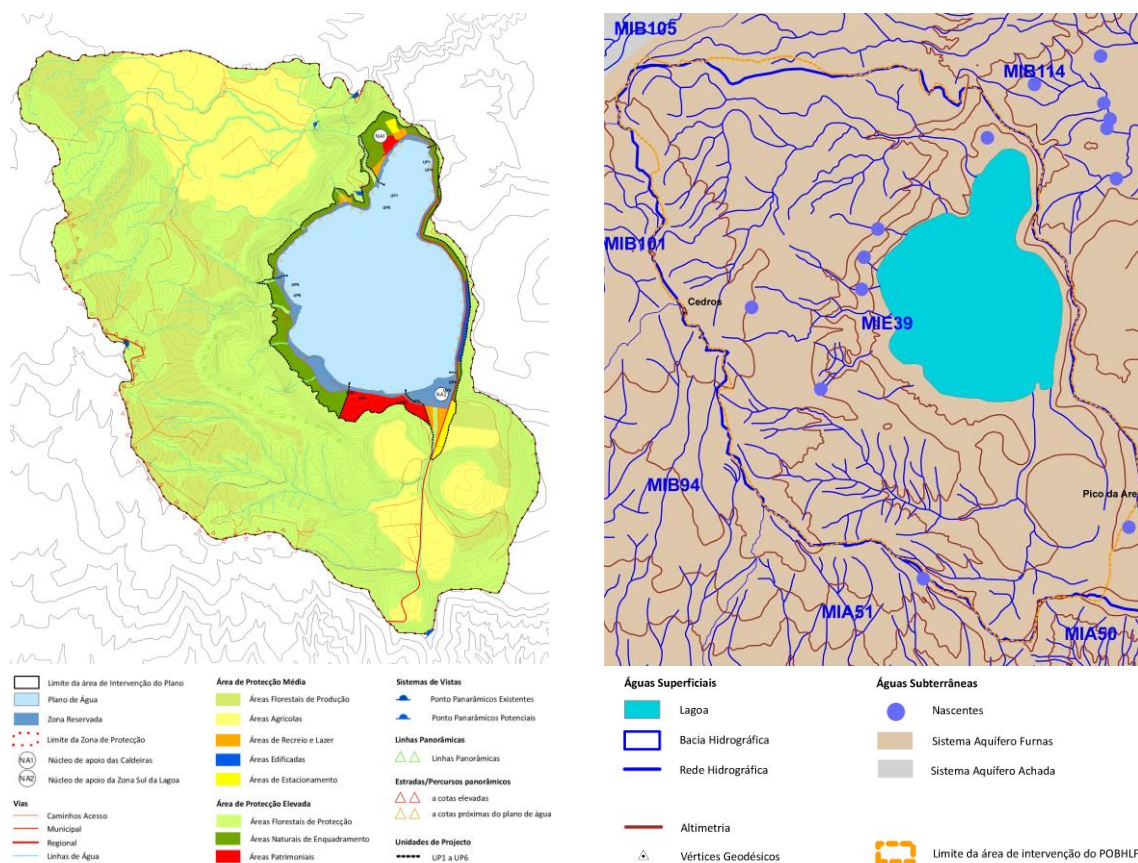 NA1
UP1
UP4
UP1
UP5
UP5
UP6
NA2
MIB105
MIB114
MIB101
Cedros
MIE39
MIB94
Pico da Are
MIA51
MIA50
Limite da área de Intervenção do Plano
Plano de Água
Zona Reservada
Limite da Zona de Protecção
NA1 Núcleo de apoio das Caldeiras
NA2 Núcleo de apoio da Zona Sul da Lagoa
Vias
Caminhos Acesso
Municipal
Regional
Linhas de Água
Área de Protecção Média
Áreas Florestais de Produção
Áreas Agrícolas
Áreas de Recreio e Lazer
Áreas Edificadas
Áreas de Estacionamento
Área de Protecção Elevada
Áreas Florestais de Protecção
Áreas Naturais de Enquadramento
Áreas Patrimoniais
Sistemas de Vistas
Ponto Panorâmicos Existentes
Ponto Panorâmicos Potenciais
Linhas Panorâmicas
Linhas Panorâmicas
Estradas/Percursos panorâmicos
a cotas elevadas
a cotas próximas do plano de água
Unidades de Projecto
UP1 a UP6
Águas Superficiais
Lagoa
Bacia Hidrográfica
Rede Hidrográfica
Altimetria
Vértices Geodésicos
Águas Subterrâneas
Nascentes
Sistema Aquífero Furnas
Sistema Aquífero Achada
Limite da área de intervenção do POBHLF